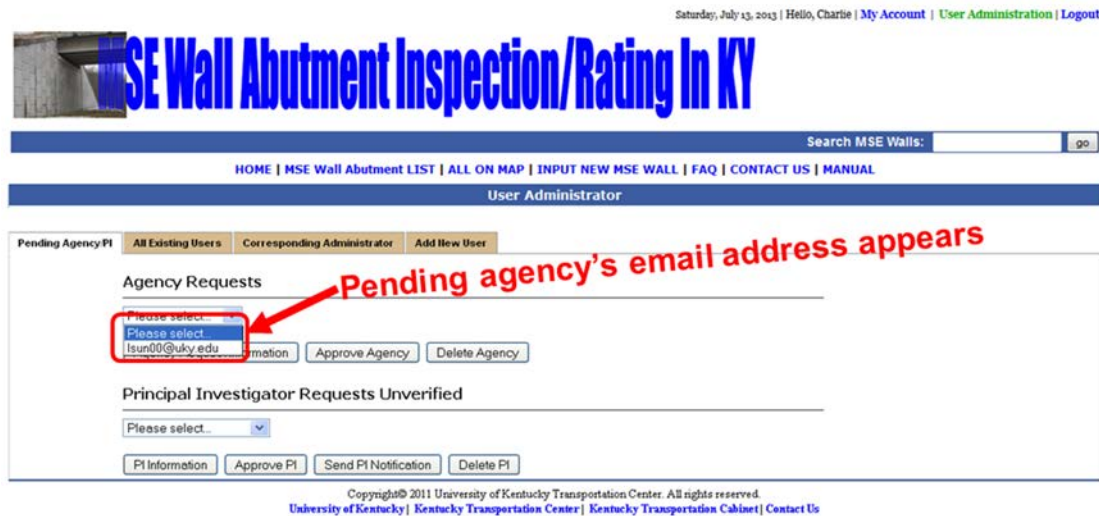 Saturday, July 13, 2013 | Hello, Charlie | My Account | User Administration | Logout
MSE Wall Abutment Inspection/Rating In KY
Search MSE Walls: go
HOME | MSE Wall Abutment LIST | ALL ON MAP | INPUT NEW MSE WALL | FAQ | CONTACT US | MANUAL
User Administrator
Pending Agency/PI All Existing Users Corresponding Administrator Add New User
Pending agency's email address appears
Agency Requests
Please select...
Please select...
lsun00@uky.edu
Approve Agency Delete Agency
Principal Investigator Requests Unverified
Please select...
PI Information Approve PI Send PI Notification Delete PI
Copyright© 2011 University of Kentucky Transportation Center. All rights reserved.
University of Kentucky | Kentucky Transportation Center | Kentucky Transportation Cabinet | Contact Us